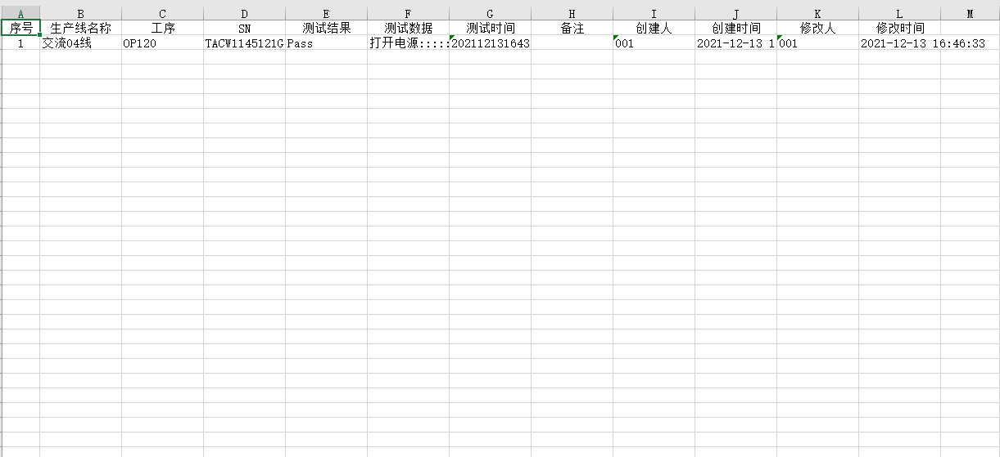 A B C D E F G H I J K L M
序号 生产线名称 工序 SN 测试结果 测试数据 测试时间 备注 创建人 创建时间 修改人 修改时间
1 交流04线 OP120 TACW1145121G Pass 打开电源::::: 202112131643 001 2021-12-13 1 001 2021-12-13 16:46:33